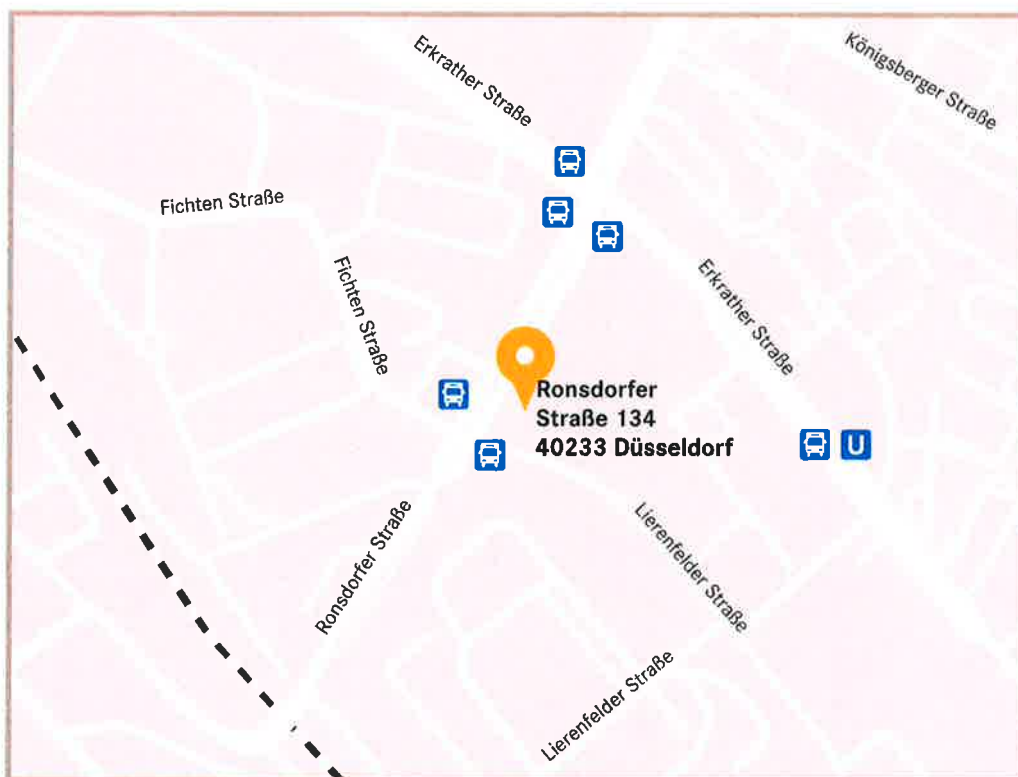 Erkrather Straße
Königsberger Straße
Fichten Straße
Fichten Straße
Erkrather Straße
Ronsdorfer
Straße 134
40233 Düsseldorf
U
Ronsdorfer Straße
Lierenfelder Straße
Lierenfelder Straße